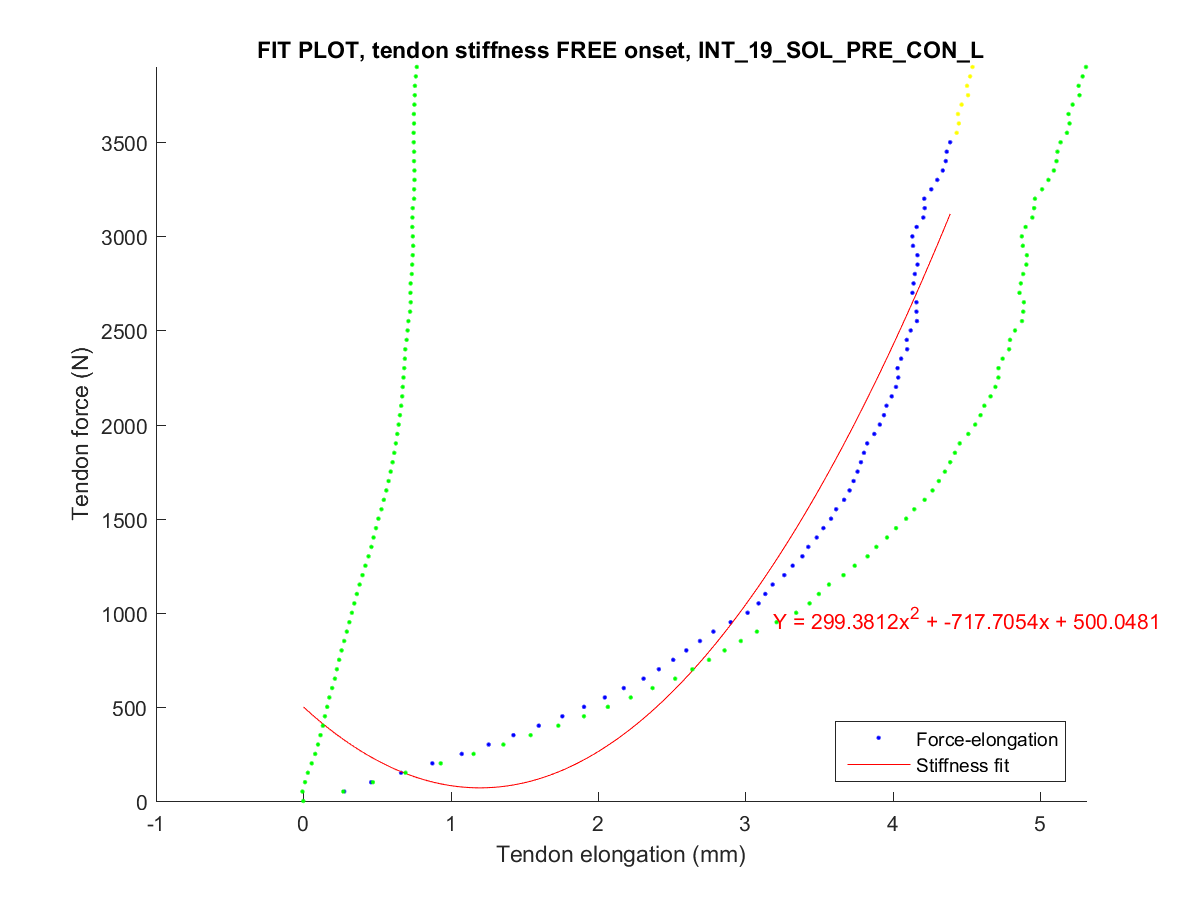 FIT PLOT, tendon stiffness FREE onset, INT_19_SOL_PRE_CON_L
Tendon force (N)
3500
3000
2500
2000
1500
1000
500
0
Y = 299.3812x² + -717.7054x + 500.0481
Force-elongation
Stiffness fit
-1 0 1 2 3 4 5
Tendon elongation (mm)